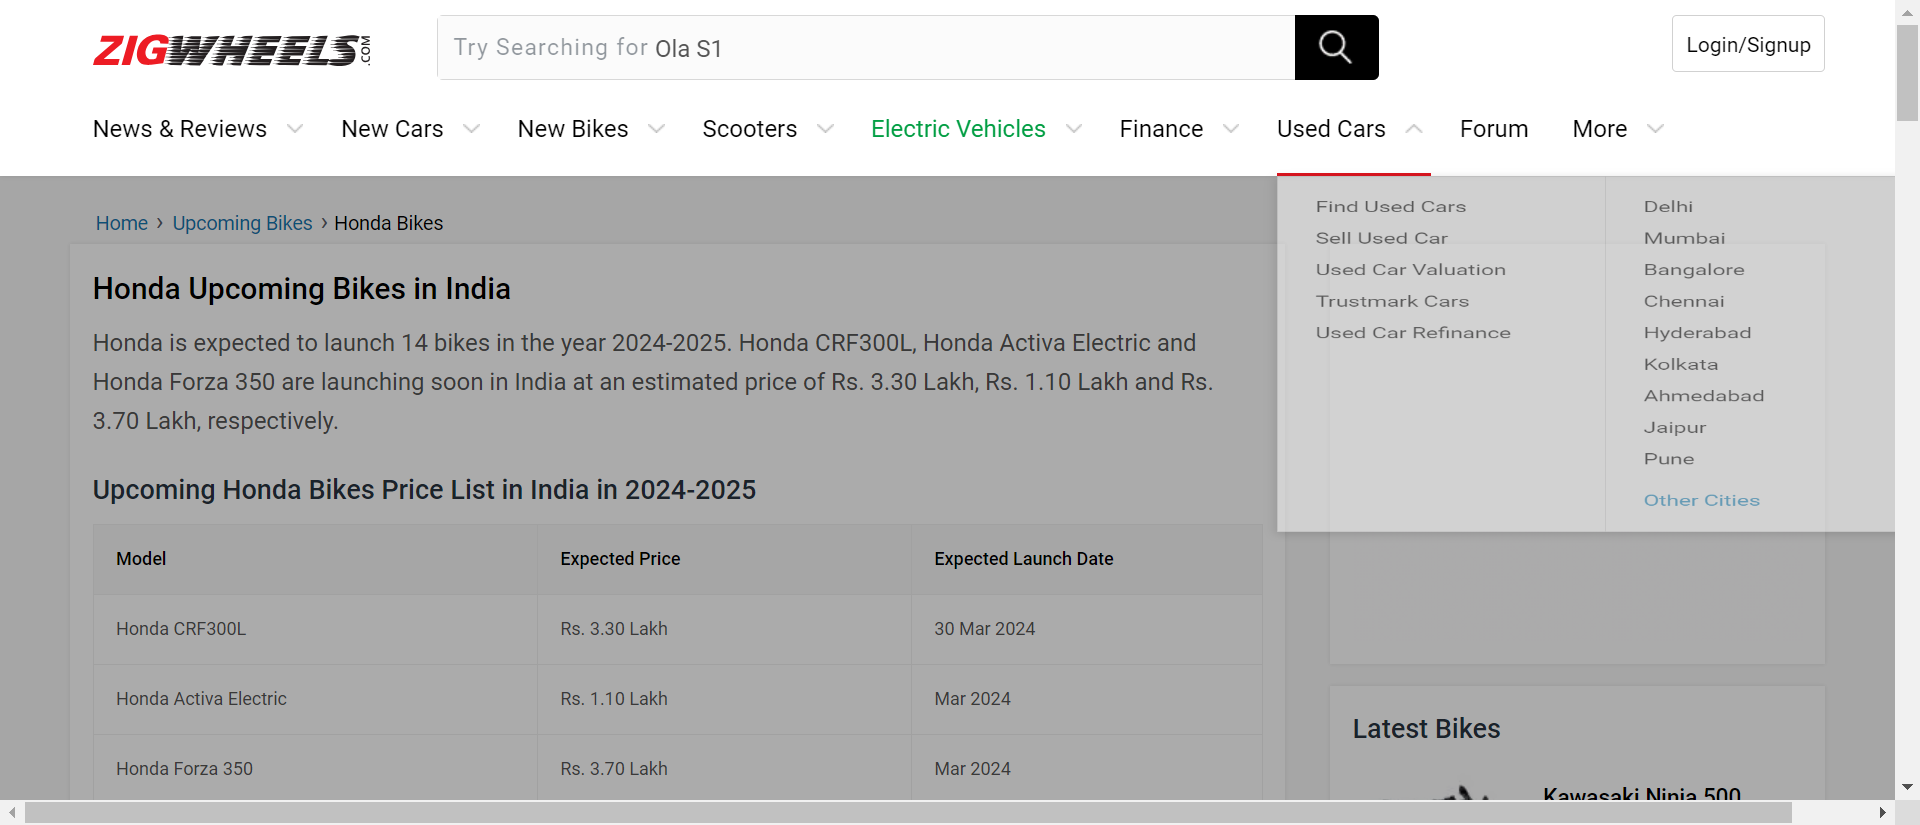 ZIGWHEELS.COM
Try Searching for Ola S1
Login/Signup
News & Reviews
New Cars
New Bikes
Scooters
Electric Vehicles
Finance
Used Cars
Forum
More
Find Used Cars
Sell Used Car
Used Car Valuation
Trustmark Cars
Used Car Refinance
Delhi
Mumbai
Bangalore
Chennai
Hyderabad
Kolkata
Ahmedabad
Jaipur
Pune
Other Cities
Home › Upcoming Bikes › Honda Bikes
Honda Upcoming Bikes in India
Honda is expected to launch 14 bikes in the year 2024-2025. Honda CRF300L, Honda Activa Electric and
Honda Forza 350 are launching soon in India at an estimated price of Rs. 3.30 Lakh, Rs. 1.10 Lakh and Rs.
3.70 Lakh, respectively.
Upcoming Honda Bikes Price List in India in 2024-2025
Model Expected Price Expected Launch Date
Honda CRF300L Rs. 3.30 Lakh 30 Mar 2024
Honda Activa Electric Rs. 1.10 Lakh Mar 2024
Honda Forza 350 Rs. 3.70 Lakh Mar 2024
Latest Bikes
Kawasaki Ninja 500